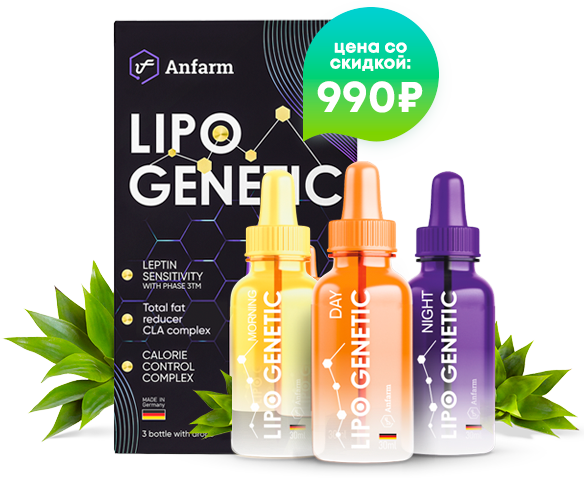 цена со
скидкой:
990₽
Anfarm
LIPO
GENETIC
LEPTIN
SENSITIVITY
WITH PHASE 3TM
Total fat
reducer
CLA complex
CALORIE
CONTROL
COMPLEX
MADE IN
Germany
3 bottle with
MORNING
LIPO GENETIC
DAY
LIPO GENETIC
Anfarm
NIGHT
LIPO GENETIC
Anfarm